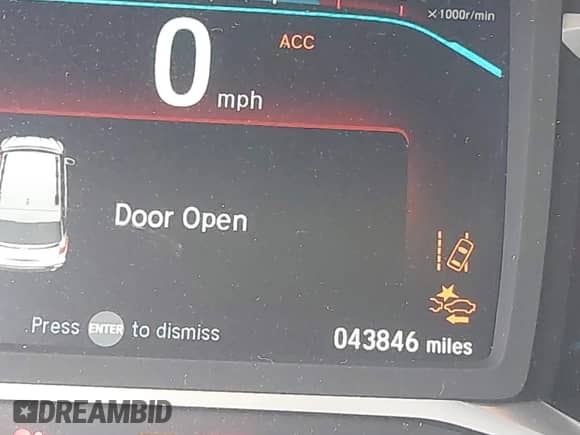 ×1000r/min
ACC
0 mph
Door Open
Press ENTER to dismiss
043846 miles
DREAMBID